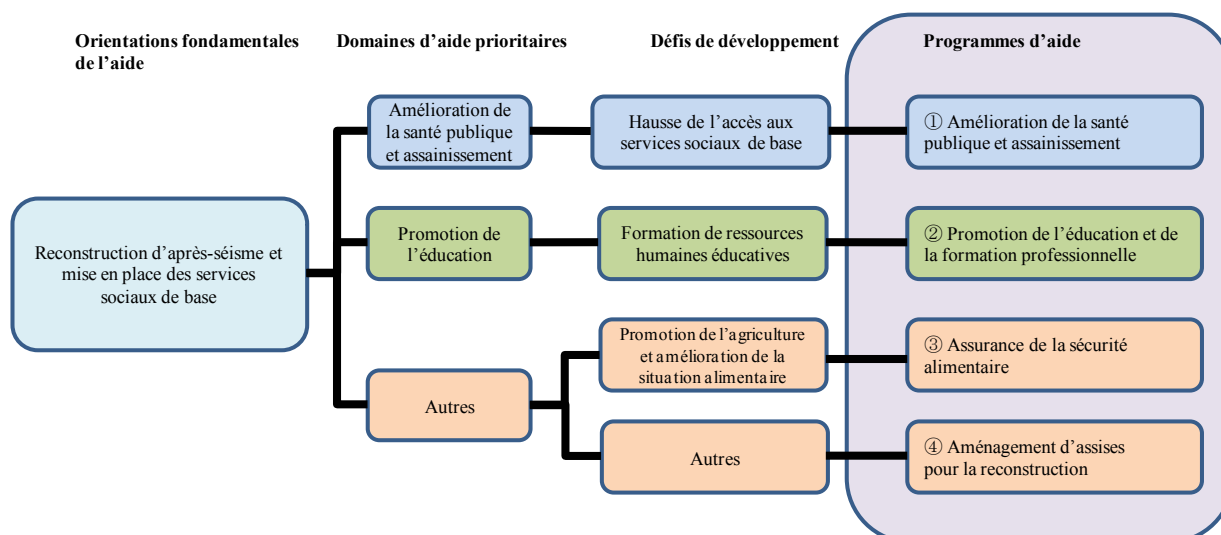 Orientations fondamentales
de l’aide
Domaines d’aide prioritaires
Défis de développement
Programmes d’aide
Reconstruction d’après-séisme et
mise en place des services
sociaux de base
Amélioration de
la santé publique
et assainissement
Hausse de l’accès aux
services sociaux de base
① Amélioration de la santé
publique et assainissement
Promotion de
l’éducation
Formation de ressources
humaines éducatives
② Promotion de l’éducation et de
la formation professionnelle
Autres
Promotion de l’agriculture
et amélioration de la
situation alimentaire
③ Assurance de la sécurité
alimentaire
Autres
④ Aménagement d’assises
pour la reconstruction